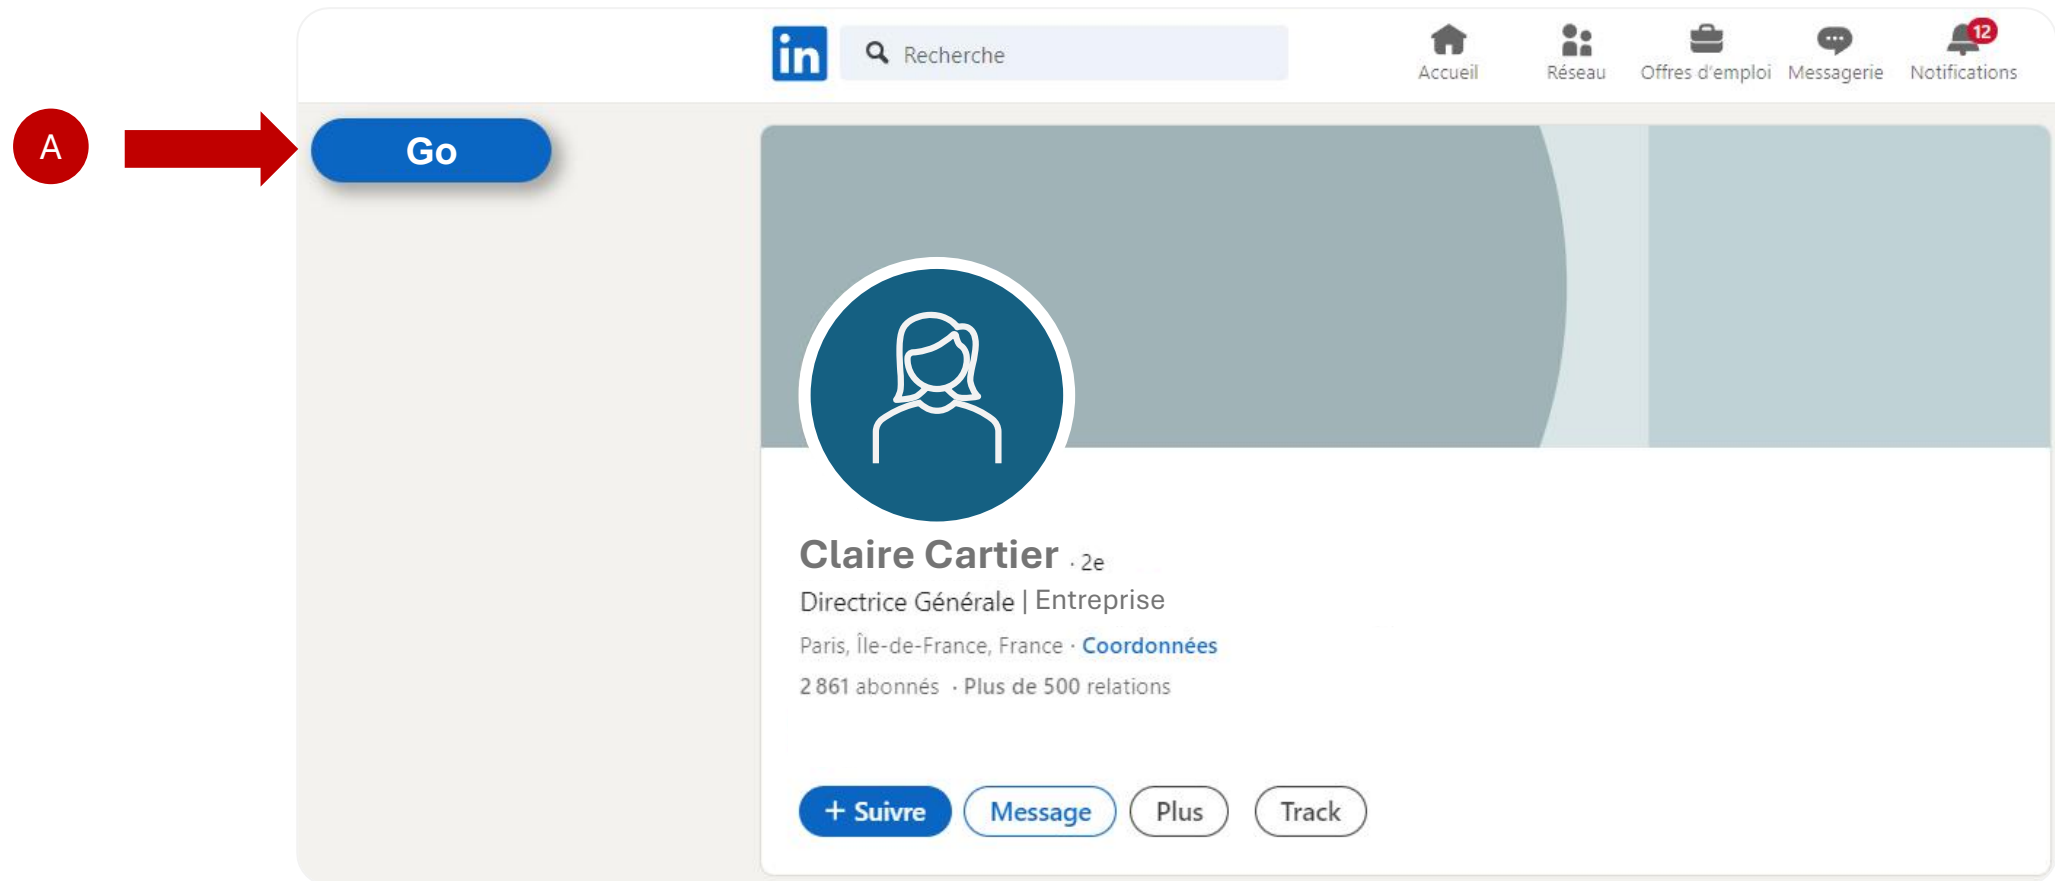 in
Recherche
Accueil
Réseau
Offres d'emploi
Messagerie
12
Notifications
A
Go
Claire Cartier · 2e
Directrice Générale | Entreprise
Paris, Île-de-France, France · Coordonnées
2 861 abonnés · Plus de 500 relations
+ Suivre
Message
Plus
Track